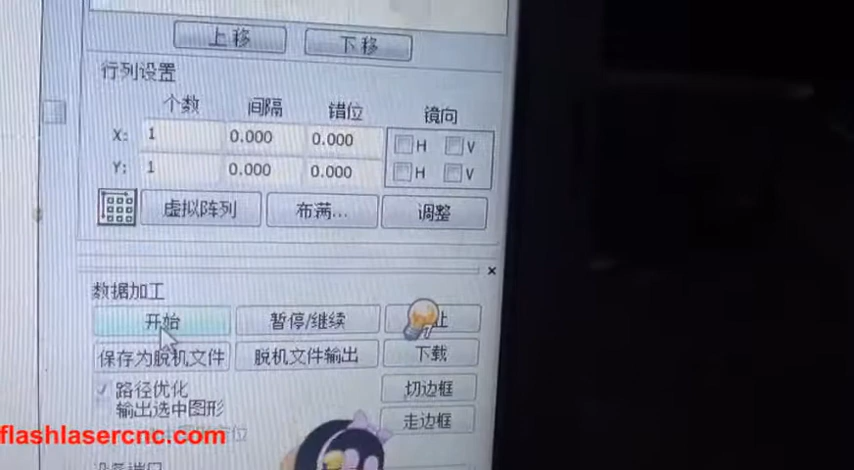 上移 下移
行列设置
个数 间隔 错位 镜向
X: 1 0.000 0.000 H V
Y: 1 0.000 0.000 H V
虚拟阵列 布满... 调整
×
数据加工
开始 暂停/继续 止
保存为脱机文件 脱机文件输出 下载
路径优化 切边框
输出选中图形
走边框
flashlasercnc.com